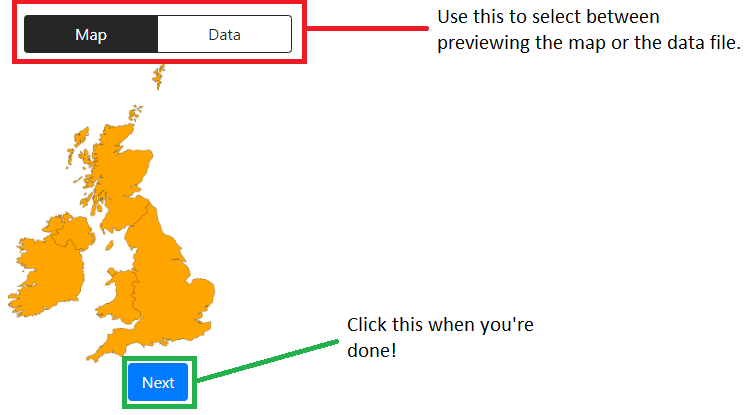 Map
Data
Use this to select between
previewing the map or the data file.
Click this when you're
done!
Next